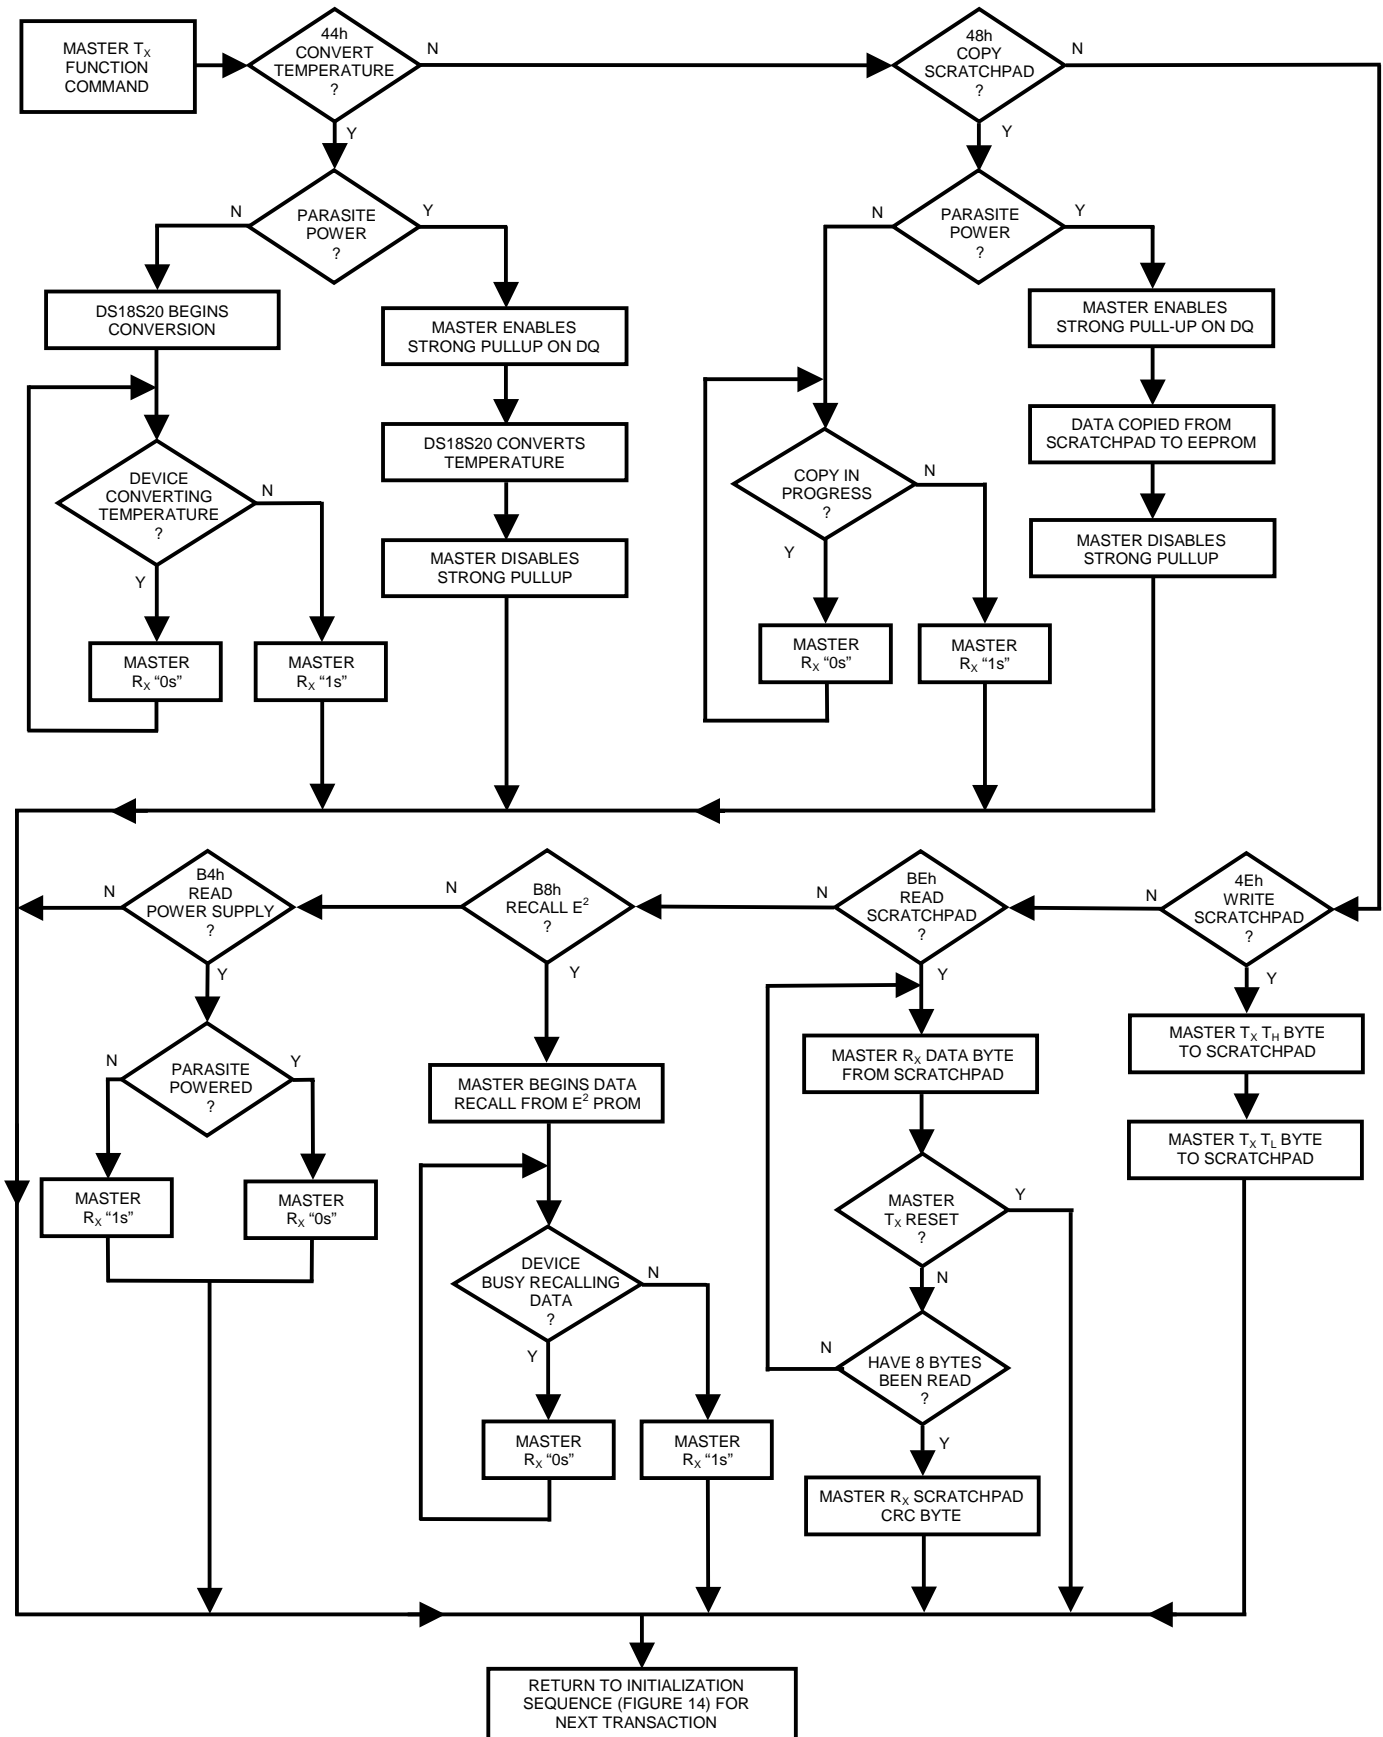 MASTER TX
FUNCTION
COMMAND
44h
CONVERT
TEMPERATURE
?
N
Y
48h
COPY
SCRATCHPAD
?
N
Y
PARASITE
POWER
?
N
Y
PARASITE
POWER
?
N
Y
DS18S20 BEGINS
CONVERSION
MASTER ENABLES
STRONG PULLUP ON DQ
MASTER ENABLES
STRONG PULL-UP ON DQ
DEVICE
CONVERTING
TEMPERATURE
?
N
Y
DS18S20 CONVERTS
TEMPERATURE
COPY IN
PROGRESS
?
N
Y
DATA COPIED FROM
SCRATCHPAD TO EEPROM
MASTER DISABLES
STRONG PULLUP
MASTER DISABLES
STRONG PULLUP
MASTER
RX “0s”
MASTER
RX “1s”
MASTER
RX “0s”
MASTER
RX “1s”
B4h
READ
POWER SUPPLY
?
N
Y
B8h
RECALL E2
?
N
Y
BEh
READ
SCRATCHPAD
?
N
Y
4Eh
WRITE
SCRATCHPAD
?
N
Y
PARASITE
POWERED
?
N
Y
MASTER BEGINS DATA
RECALL FROM E2 PROM
MASTER RX DATA BYTE
FROM SCRATCHPAD
MASTER TX TH BYTE
TO SCRATCHPAD
MASTER TX TL BYTE
TO SCRATCHPAD
MASTER
RX “1s”
MASTER
RX “0s”
MASTER
TX RESET
?
Y
N
DEVICE
BUSY RECALLING
DATA
?
N
Y
HAVE 8 BYTES
BEEN READ
?
N
Y
MASTER
RX “0s”
MASTER
RX “1s”
MASTER RX SCRATCHPAD
CRC BYTE
RETURN TO INITIALIZATION
SEQUENCE (FIGURE 14) FOR
NEXT TRANSACTION